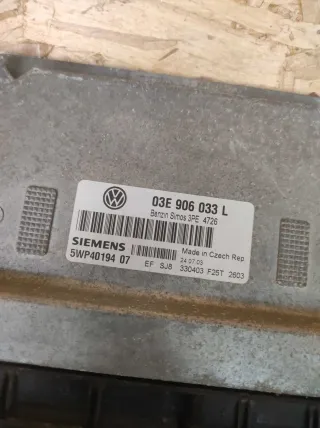 03E 906 033 L
Benzin Simos 3PE 4726
SIEMENS
Made in Czech Rep
5WP40194 07
24.07.03
EF SJ8 330403 F25T 2603